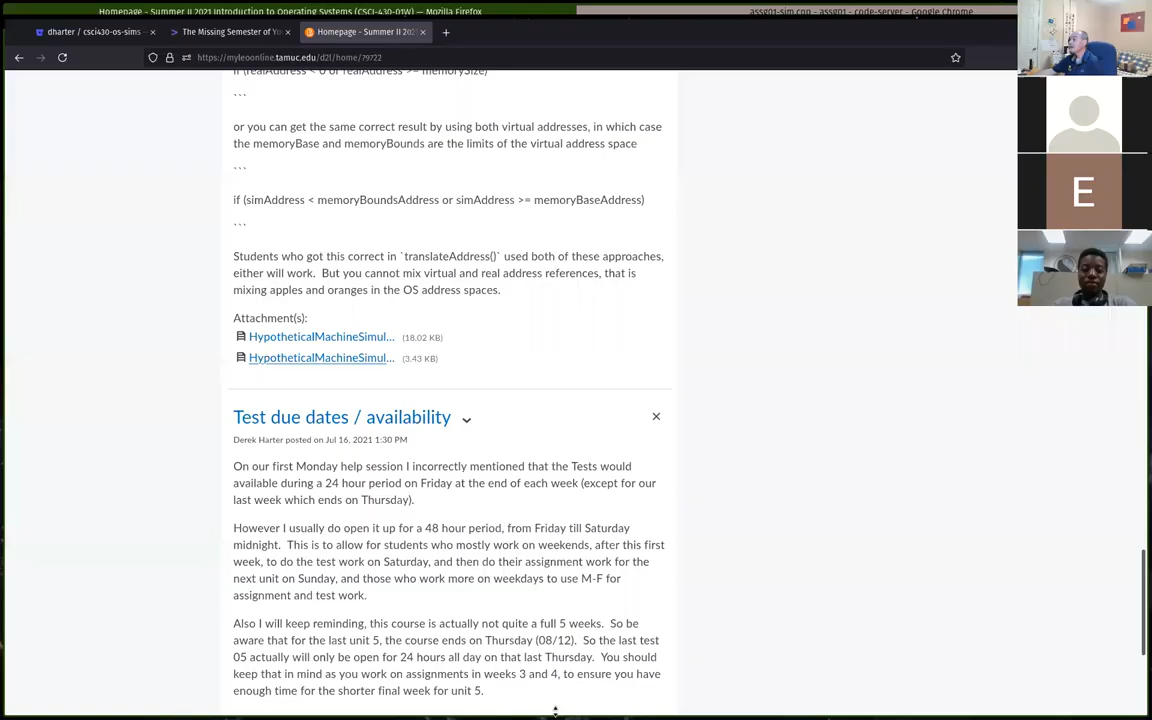 Homepage - Summer II 2021 Introduction to Operating Systems (CSCI-430-01W) — Mozilla Firefox
assg01-sim.cpp - assg01 - code-server - Google Chrome
dharter / csci430-os-sims
The Missing Semester of Yo
Homepage - Summer II 202
https://myleoonline.tamuc.edu/d2l/home/79722
if (realAddress < 0 or realAddress >= memorySize)
```
or you can get the same correct result by using both virtual addresses, in which case
the memoryBase and memoryBounds are the limits of the virtual address space
```
if (simAddress < memoryBoundsAddress or simAddress >= memoryBaseAddress)
```
Students who got this correct in `translateAddress()` used both of these approaches,
either will work. But you cannot mix virtual and real address references, that is
mixing apples and oranges in the OS address spaces.
Attachment(s):
HypotheticalMachineSimul... (18.02 KB)
HypotheticalMachineSimul... (3.43 KB)
Test due dates / availability
Derek Harter posted on Jul 16, 2021 1:30 PM
On our first Monday help session I incorrectly mentioned that the Tests would
available during a 24 hour period on Friday at the end of each week (except for our
last week which ends on Thursday).
However I usually do open it up for a 48 hour period, from Friday till Saturday
midnight. This is to allow for students who mostly work on weekends, after this first
week, to do the test work on Saturday, and then do their assignment work for the
next unit on Sunday, and those who work more on weekdays to use M-F for
assignment and test work.
Also I will keep reminding, this course is actually not quite a full 5 weeks. So be
aware that for the last unit 5, the course ends on Thursday (08/12). So the last test
05 actually will only be open for 24 hours all day on that last Thursday. You should
keep that in mind as you work on assignments in weeks 3 and 4, to ensure you have
enough time for the shorter final week for unit 5.
E